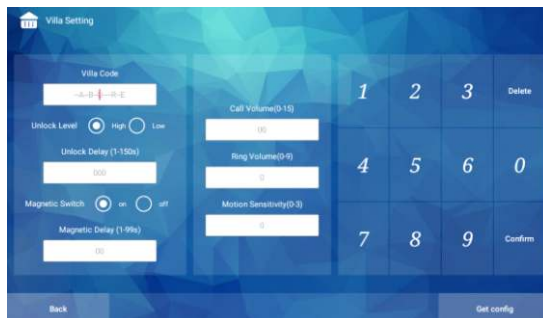 Villa Setting
Villa Code
-A-B-    -R-E
Unlock Level High Low
Unlock Delay (1-150s)
000
Magnetic Switch on off
Magnetic Delay (1-99s)
00
Call Volume(0-15)
00
Ring Volume(0-9)
0
Motion Sensitivity(0-3)
0
1 2 3 Delete
4 5 6 0
7 8 9 Confirm
Back
Get config